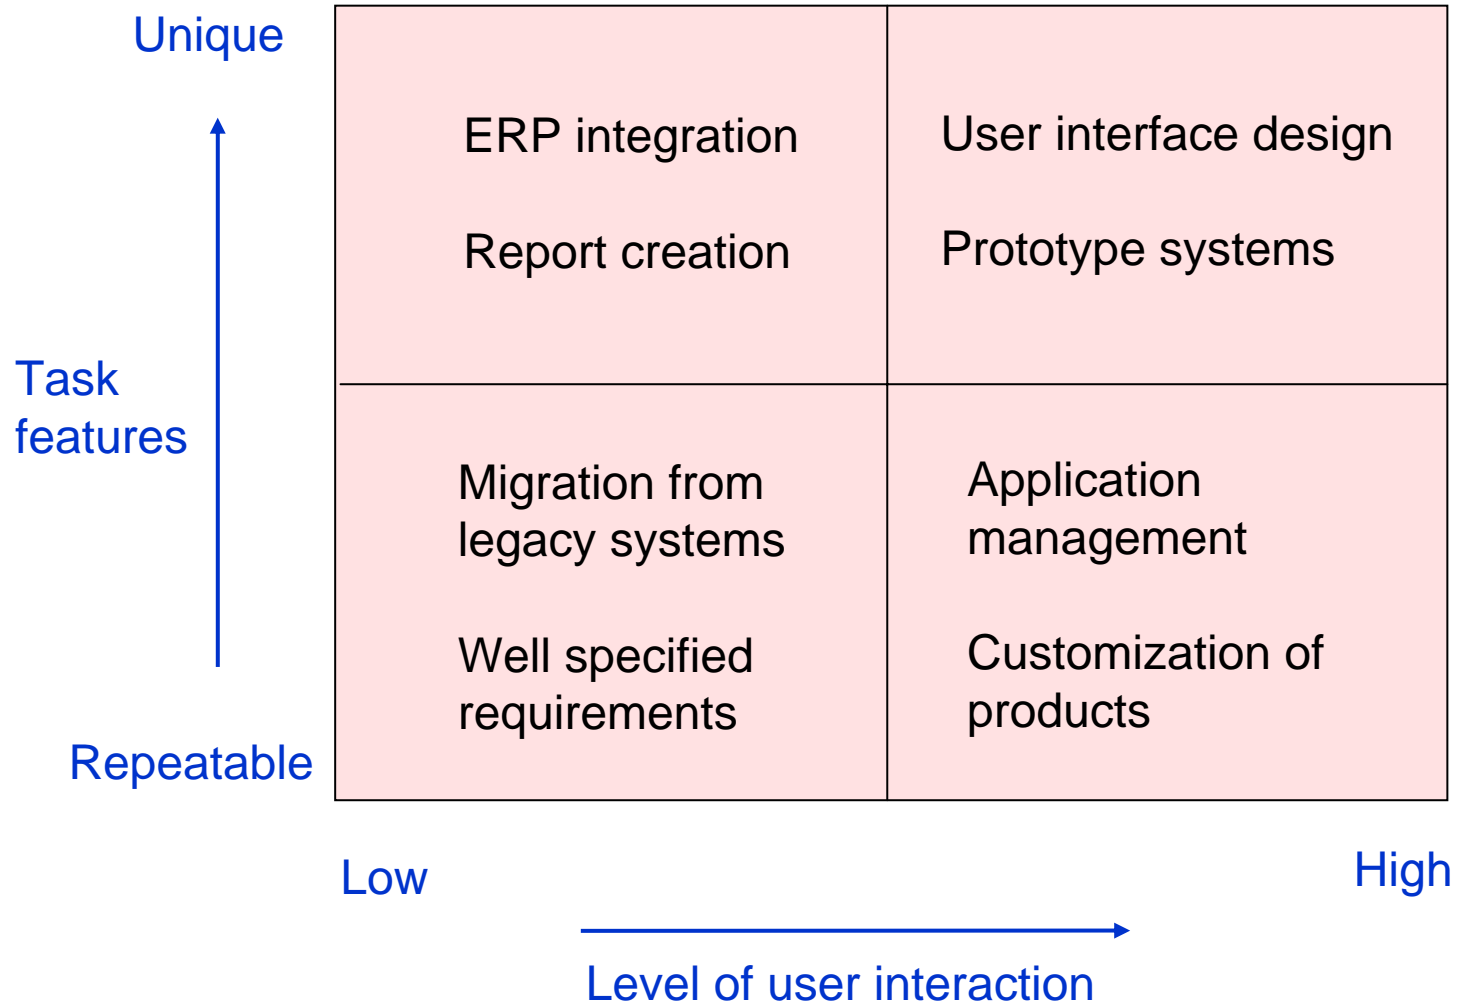 Unique
ERP integration
User interface design
Report creation
Prototype systems
Task
features
Migration from
legacy systems
Application
management
Well specified
requirements
Customization of
products
Repeatable
Low
High
Level of user interaction